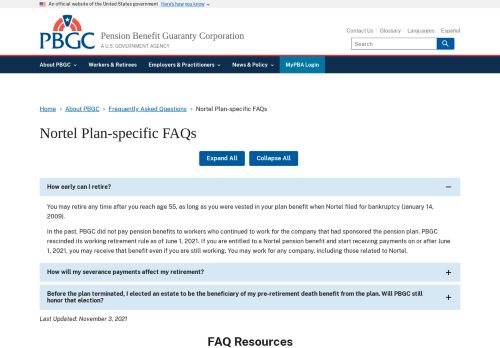 An official website of the United States government Here's how you know
PBGC
Pension Benefit Guaranty Corporation
A U.S. GOVERNMENT AGENCY
Contact Us Glossary Languages Español
Search
About PBGC Workers & Retirees Employers & Practitioners News & Policy MyPBA Login
Home › About PBGC › Frequently Asked Questions › Nortel Plan-specific FAQs
Nortel Plan-specific FAQs
Expand All Collapse All
How early can I retire?
You may retire any time after you reach age 55, as long as you were vested in your plan benefit when Nortel filed for bankruptcy (January 14,
2009).
In the past, PBGC did not pay pension benefits to workers who continued to work for the company that had sponsored the pension plan. PBGC
rescinded its working retirement rule as of June 1, 2021. If you are entitled to a Nortel pension benefit and start receiving payments on or after June
1, 2021, you may receive that benefit even if you are still working. You may work for any company, including those related to Nortel.
How will my severance payments affect my retirement?
Before the plan terminated, I elected an estate to be the beneficiary of my pre-retirement death benefit from the plan. Will PBGC still
honor that election?
Last Updated: November 3, 2021
FAQ Resources